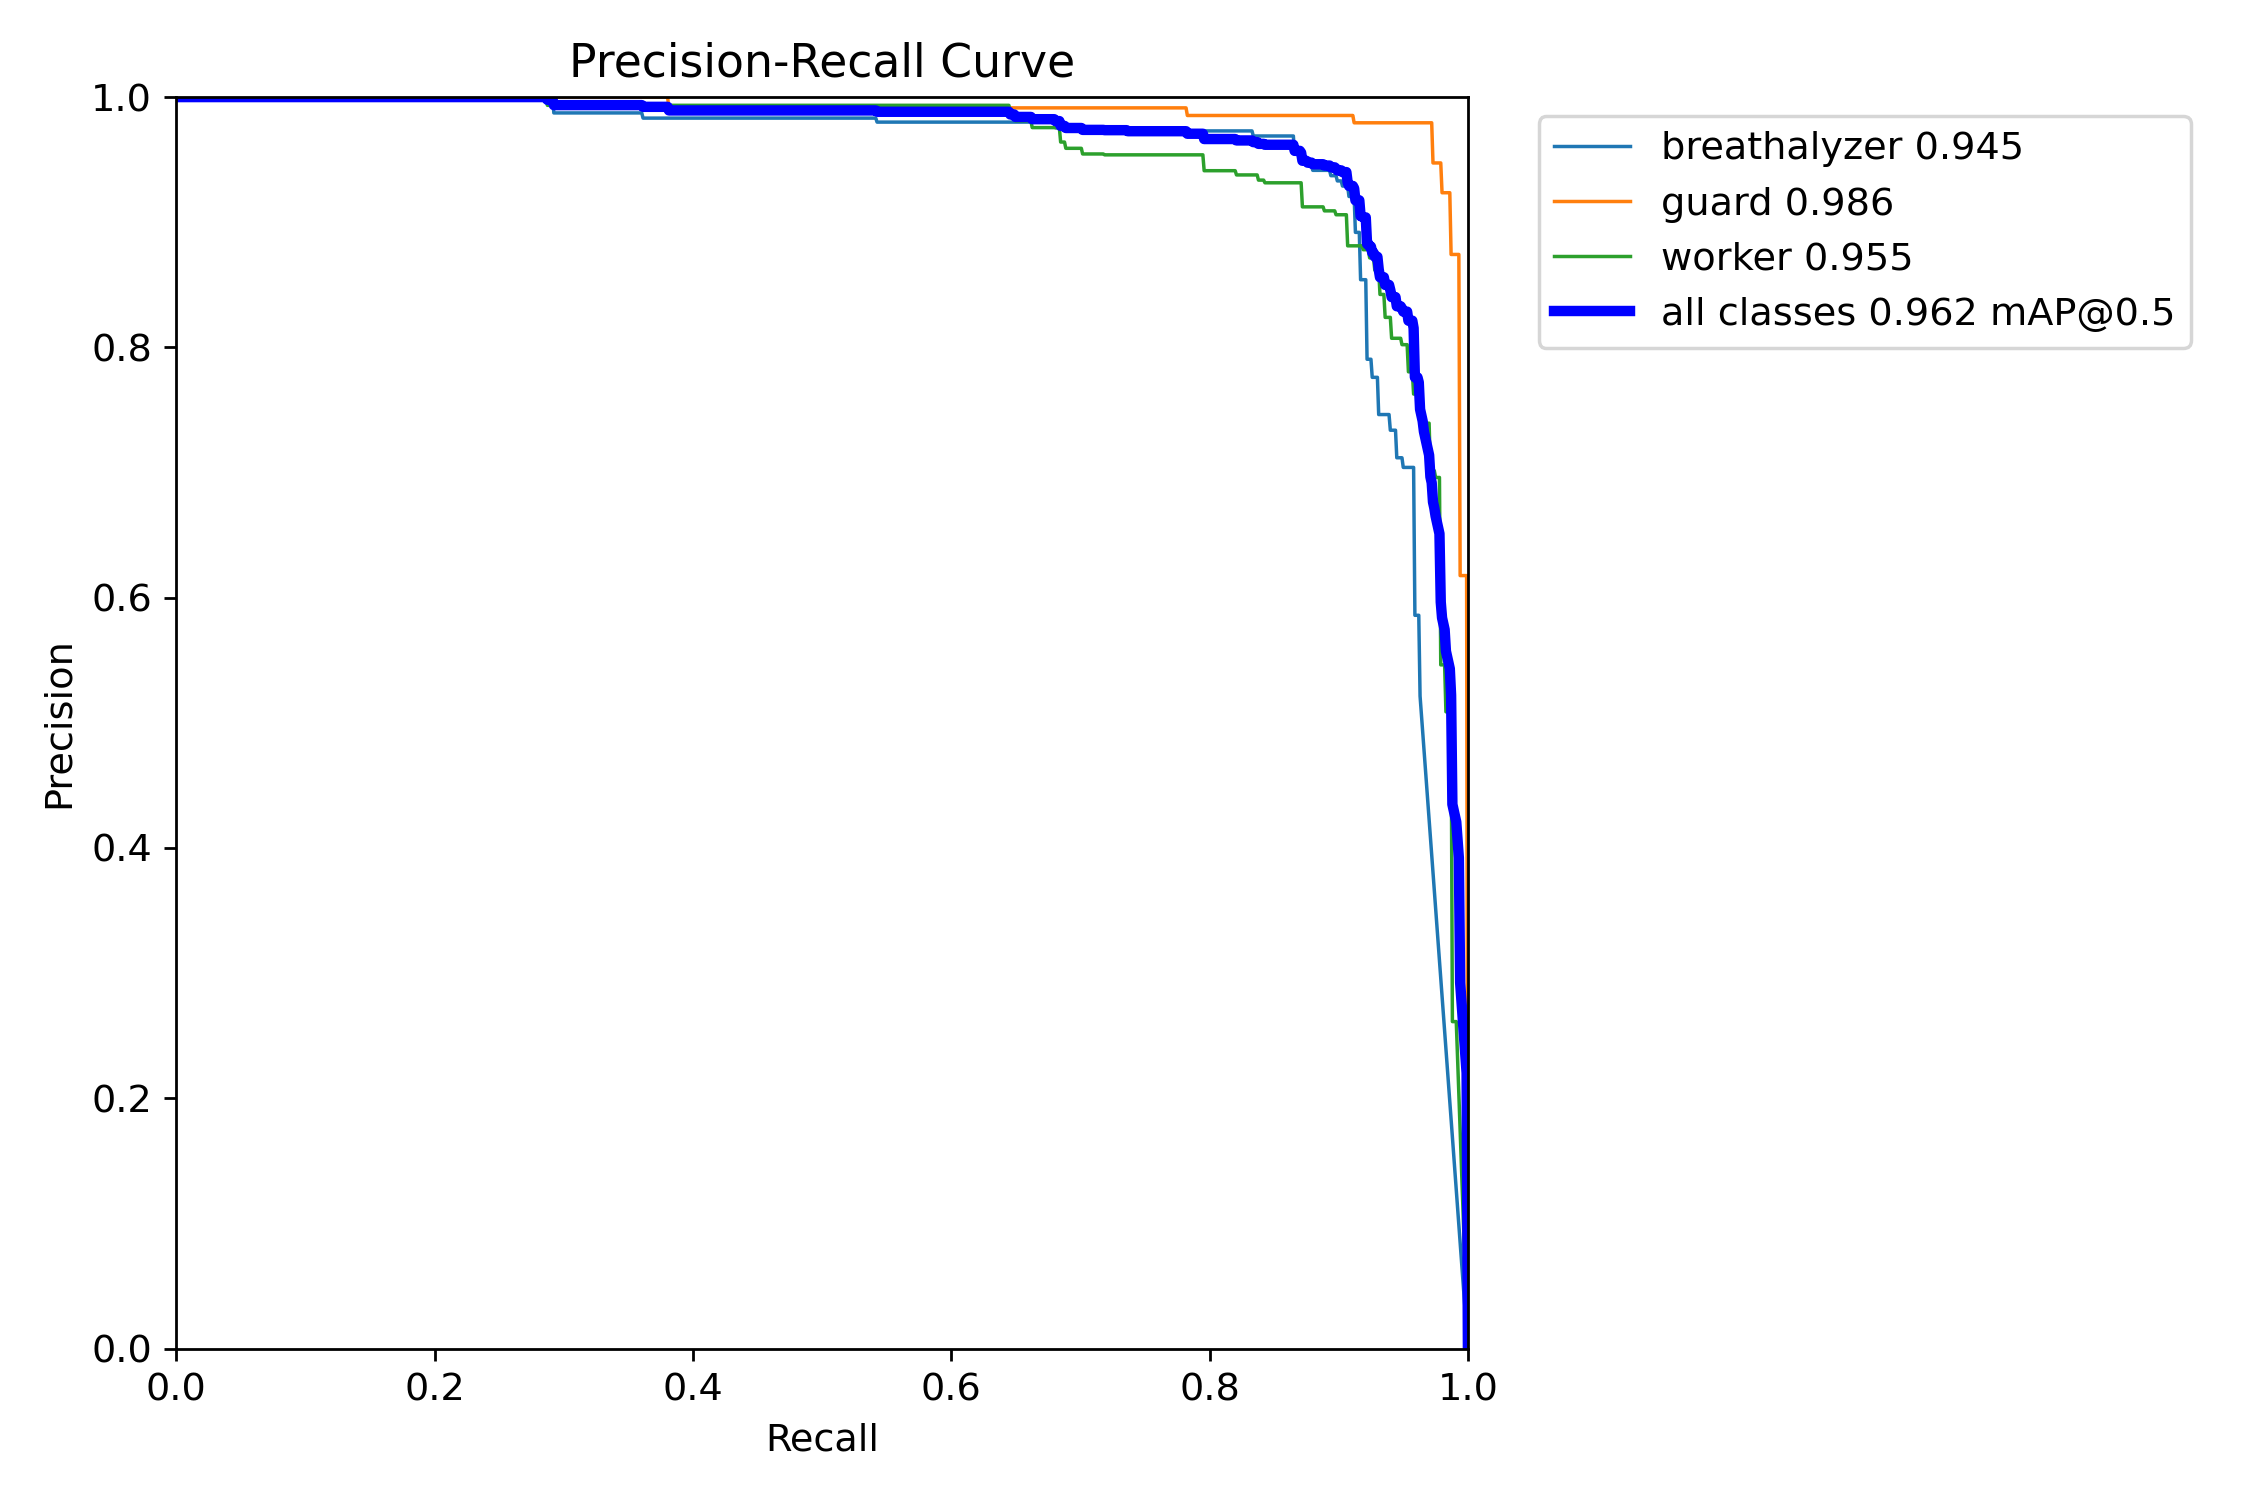 Precision-Recall Curve
1.0
0.8
0.6
0.4
0.2
0.0
Precision
0.0 0.2 0.4 0.6 0.8 1.0
Recall
breathalyzer 0.945
guard 0.986
worker 0.955
all classes 0.962 mAP@0.5